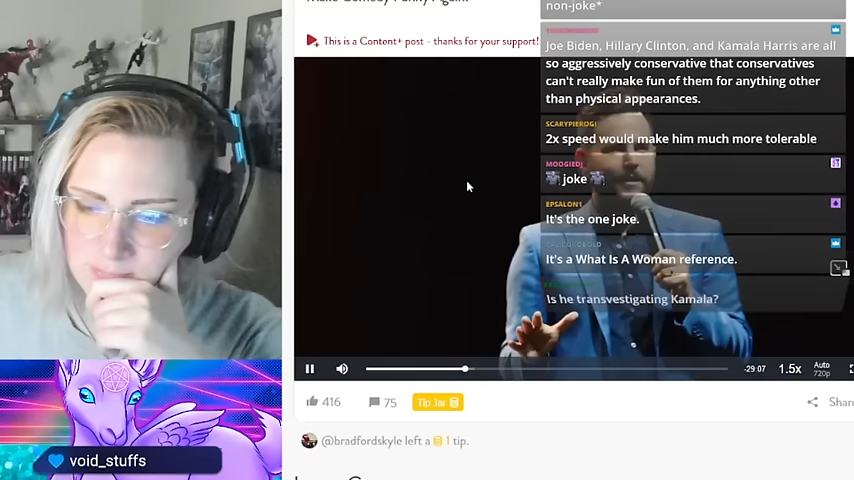 Make Comedy Funny Again!
non-joke*
This is a Content+ post - thanks for your support!
Joe Biden, Hillary Clinton, and Kamala Harris are all
so aggressively conservative that conservatives
can't really make fun of them for anything other
than physical appearances.
SCARYPIEROGI
2x speed would make him much more tolerable
MOOGIEDJ
joke
EPSALON1
It's the one joke.
It's a What Is A Woman reference.
Is he transvestigating Kamala?
-29:07
1.5x
Auto
720p
416
75
Tip Jar
Share
@bradfordskyle left a 1 tip.
void_stuffs